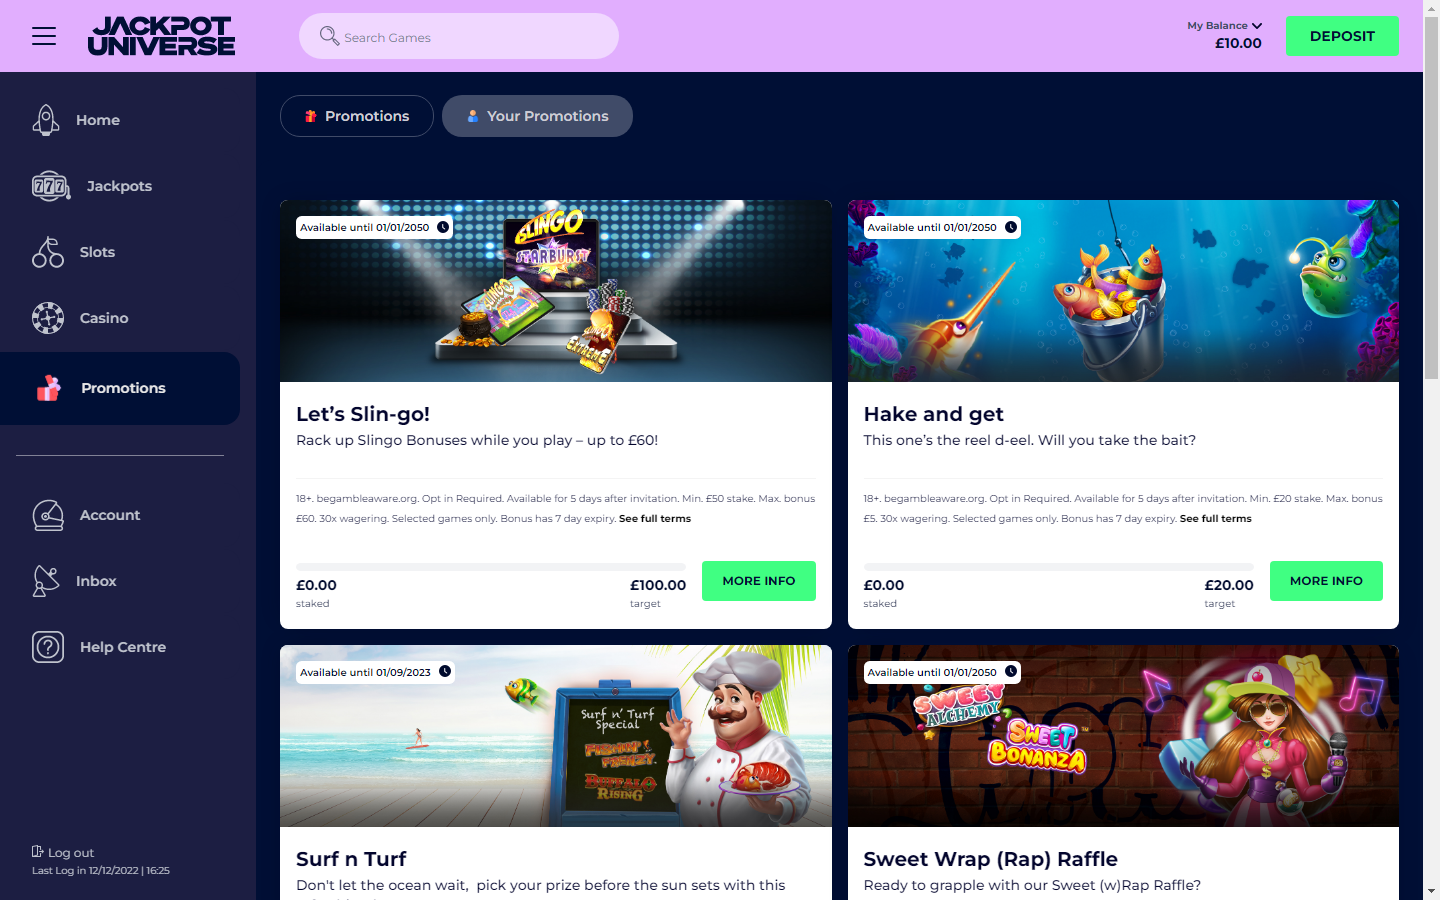 JACKPOT
UNIVERSE
Search Games
My Balance
£10.00
DEPOSIT
Home
Jackpots
Slots
Casino
Promotions
Account
Inbox
Help Centre
Log out
Last Log in 12/12/2022 | 16:25
Promotions
Your Promotions
Available until 01/01/2050
SLINGO
STARBURST
SLINGO
EXTREME
Let’s Slin-go!
Rack up Slingo Bonuses while you play – up to £60!
18+. begambleaware.org. Opt in Required. Available for 5 days after invitation. Min. £50 stake. Max. bonus
£60. 30x wagering. Selected games only. Bonus has 7 day expiry. See full terms
£0.00
staked
£100.00
target
MORE INFO
Available until 01/01/2050
Hake and get
This one’s the reel d-eel. Will you take the bait?
18+. begambleaware.org. Opt in Required. Available for 5 days after invitation. Min. £20 stake. Max. bonus
£5. 30x wagering. Selected games only. Bonus has 7 day expiry. See full terms
£0.00
staked
£20.00
target
MORE INFO
Available until 01/09/2023
Surf n' Turf
Special
FISHIN' FRENZY
BUFFALO
RISING
Surf n Turf
Don't let the ocean wait,  pick your prize before the sun sets with this
Available until 01/01/2050
SWEET
ALCHEMY
SWEET
BONANZA
Sweet Wrap (Rap) Raffle
Ready to grapple with our Sweet (w)Rap Raffle?